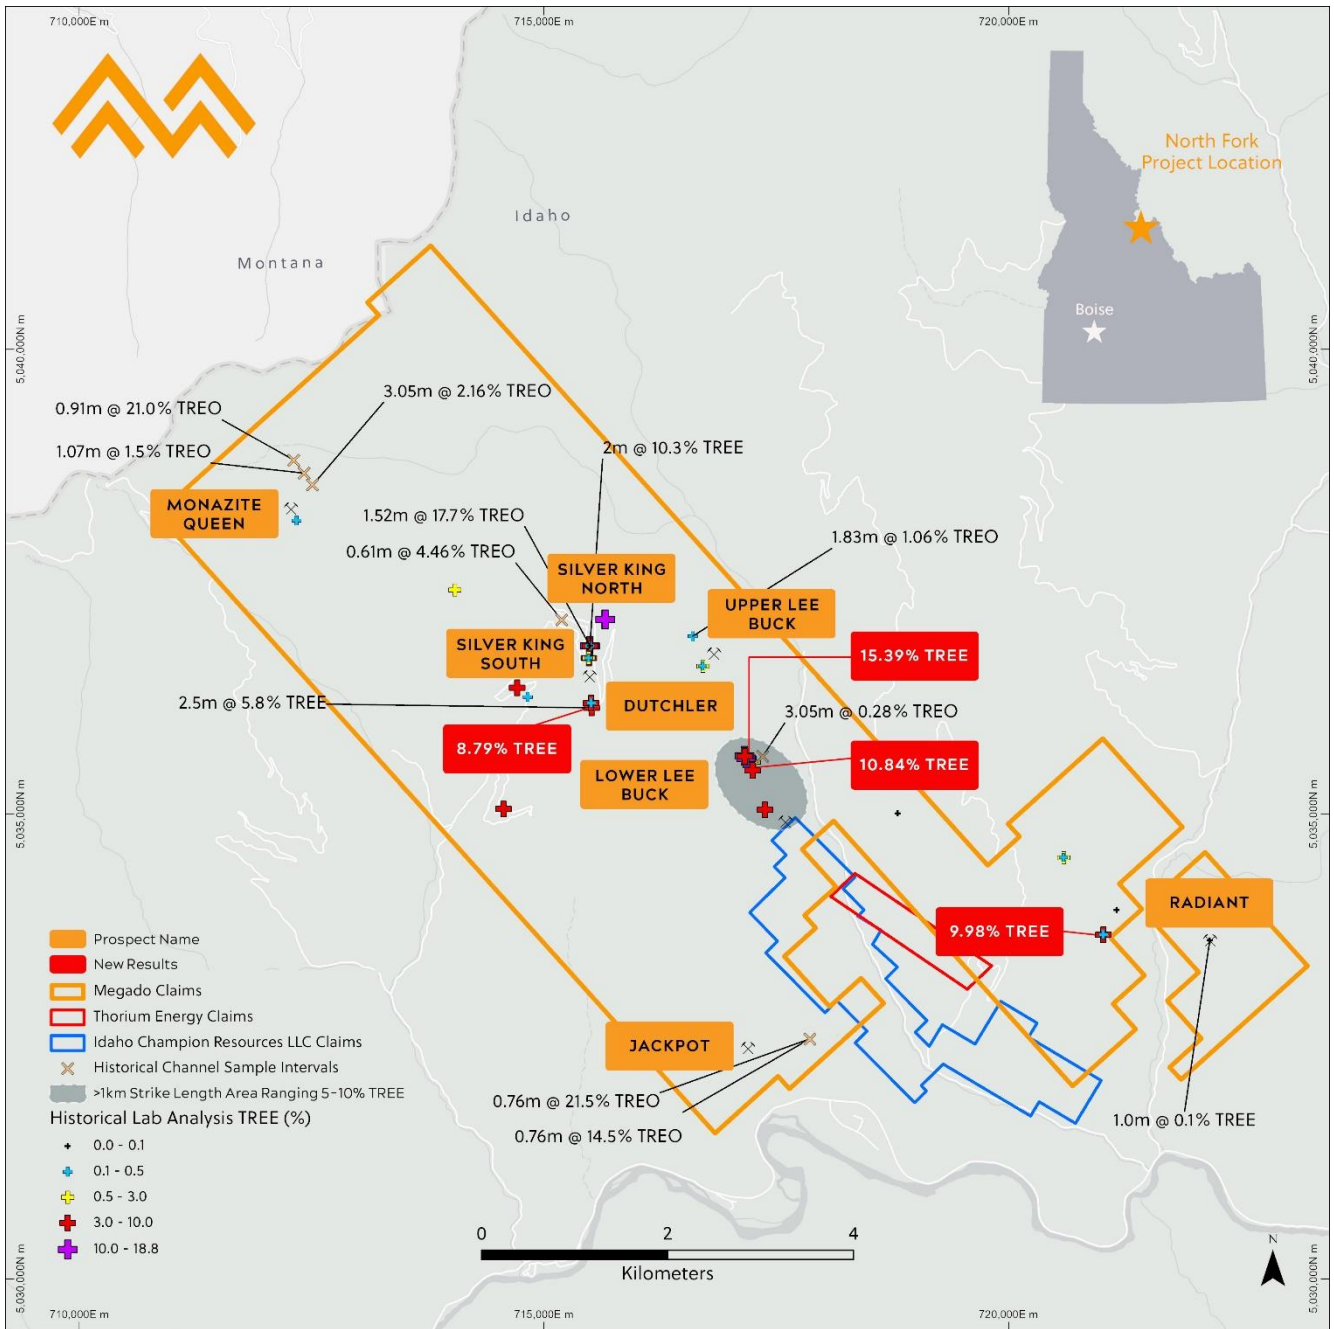 710,000E m
715,000E m
720,000E m
North Fork
Project Location
Idaho
Montana
Boise
5,040,000N m
5,040,000N m
3.05m @ 2.16% TREO
0.91m @ 21.0% TREO
1.07m @ 1.5% TREO
2m @ 10.3% TREE
MONAZITE
QUEEN
1.52m @ 17.7% TREO
0.61m @ 4.46% TREO
1.83m @ 1.06% TREO
SILVER KING
NORTH
UPPER LEE
BUCK
SILVER KING
SOUTH
15.39% TREE
2.5m @ 5.8% TREE
DUTCHLER
3.05m @ 0.28% TREO
8.79% TREE
10.84% TREE
LOWER LEE
BUCK
5,035,000N m
5,035,000N m
RADIANT
9.98% TREE
Prospect Name
New Results
Megado Claims
Thorium Energy Claims
Idaho Champion Resources LLC Claims
Historical Channel Sample Intervals
>1km Strike Length Area Ranging 5-10% TREE
Historical Lab Analysis TREE (%)
0.0 - 0.1
0.1 - 0.5
0.5 - 3.0
3.0 - 10.0
10.0 - 18.8
JACKPOT
0.76m @ 21.5% TREO
0.76m @ 14.5% TREO
1.0m @ 0.1% TREE
0
2
4
Kilometers
N
5,030,000N m
5,030,000N m
710,000E m
715,000E m
720,000E m